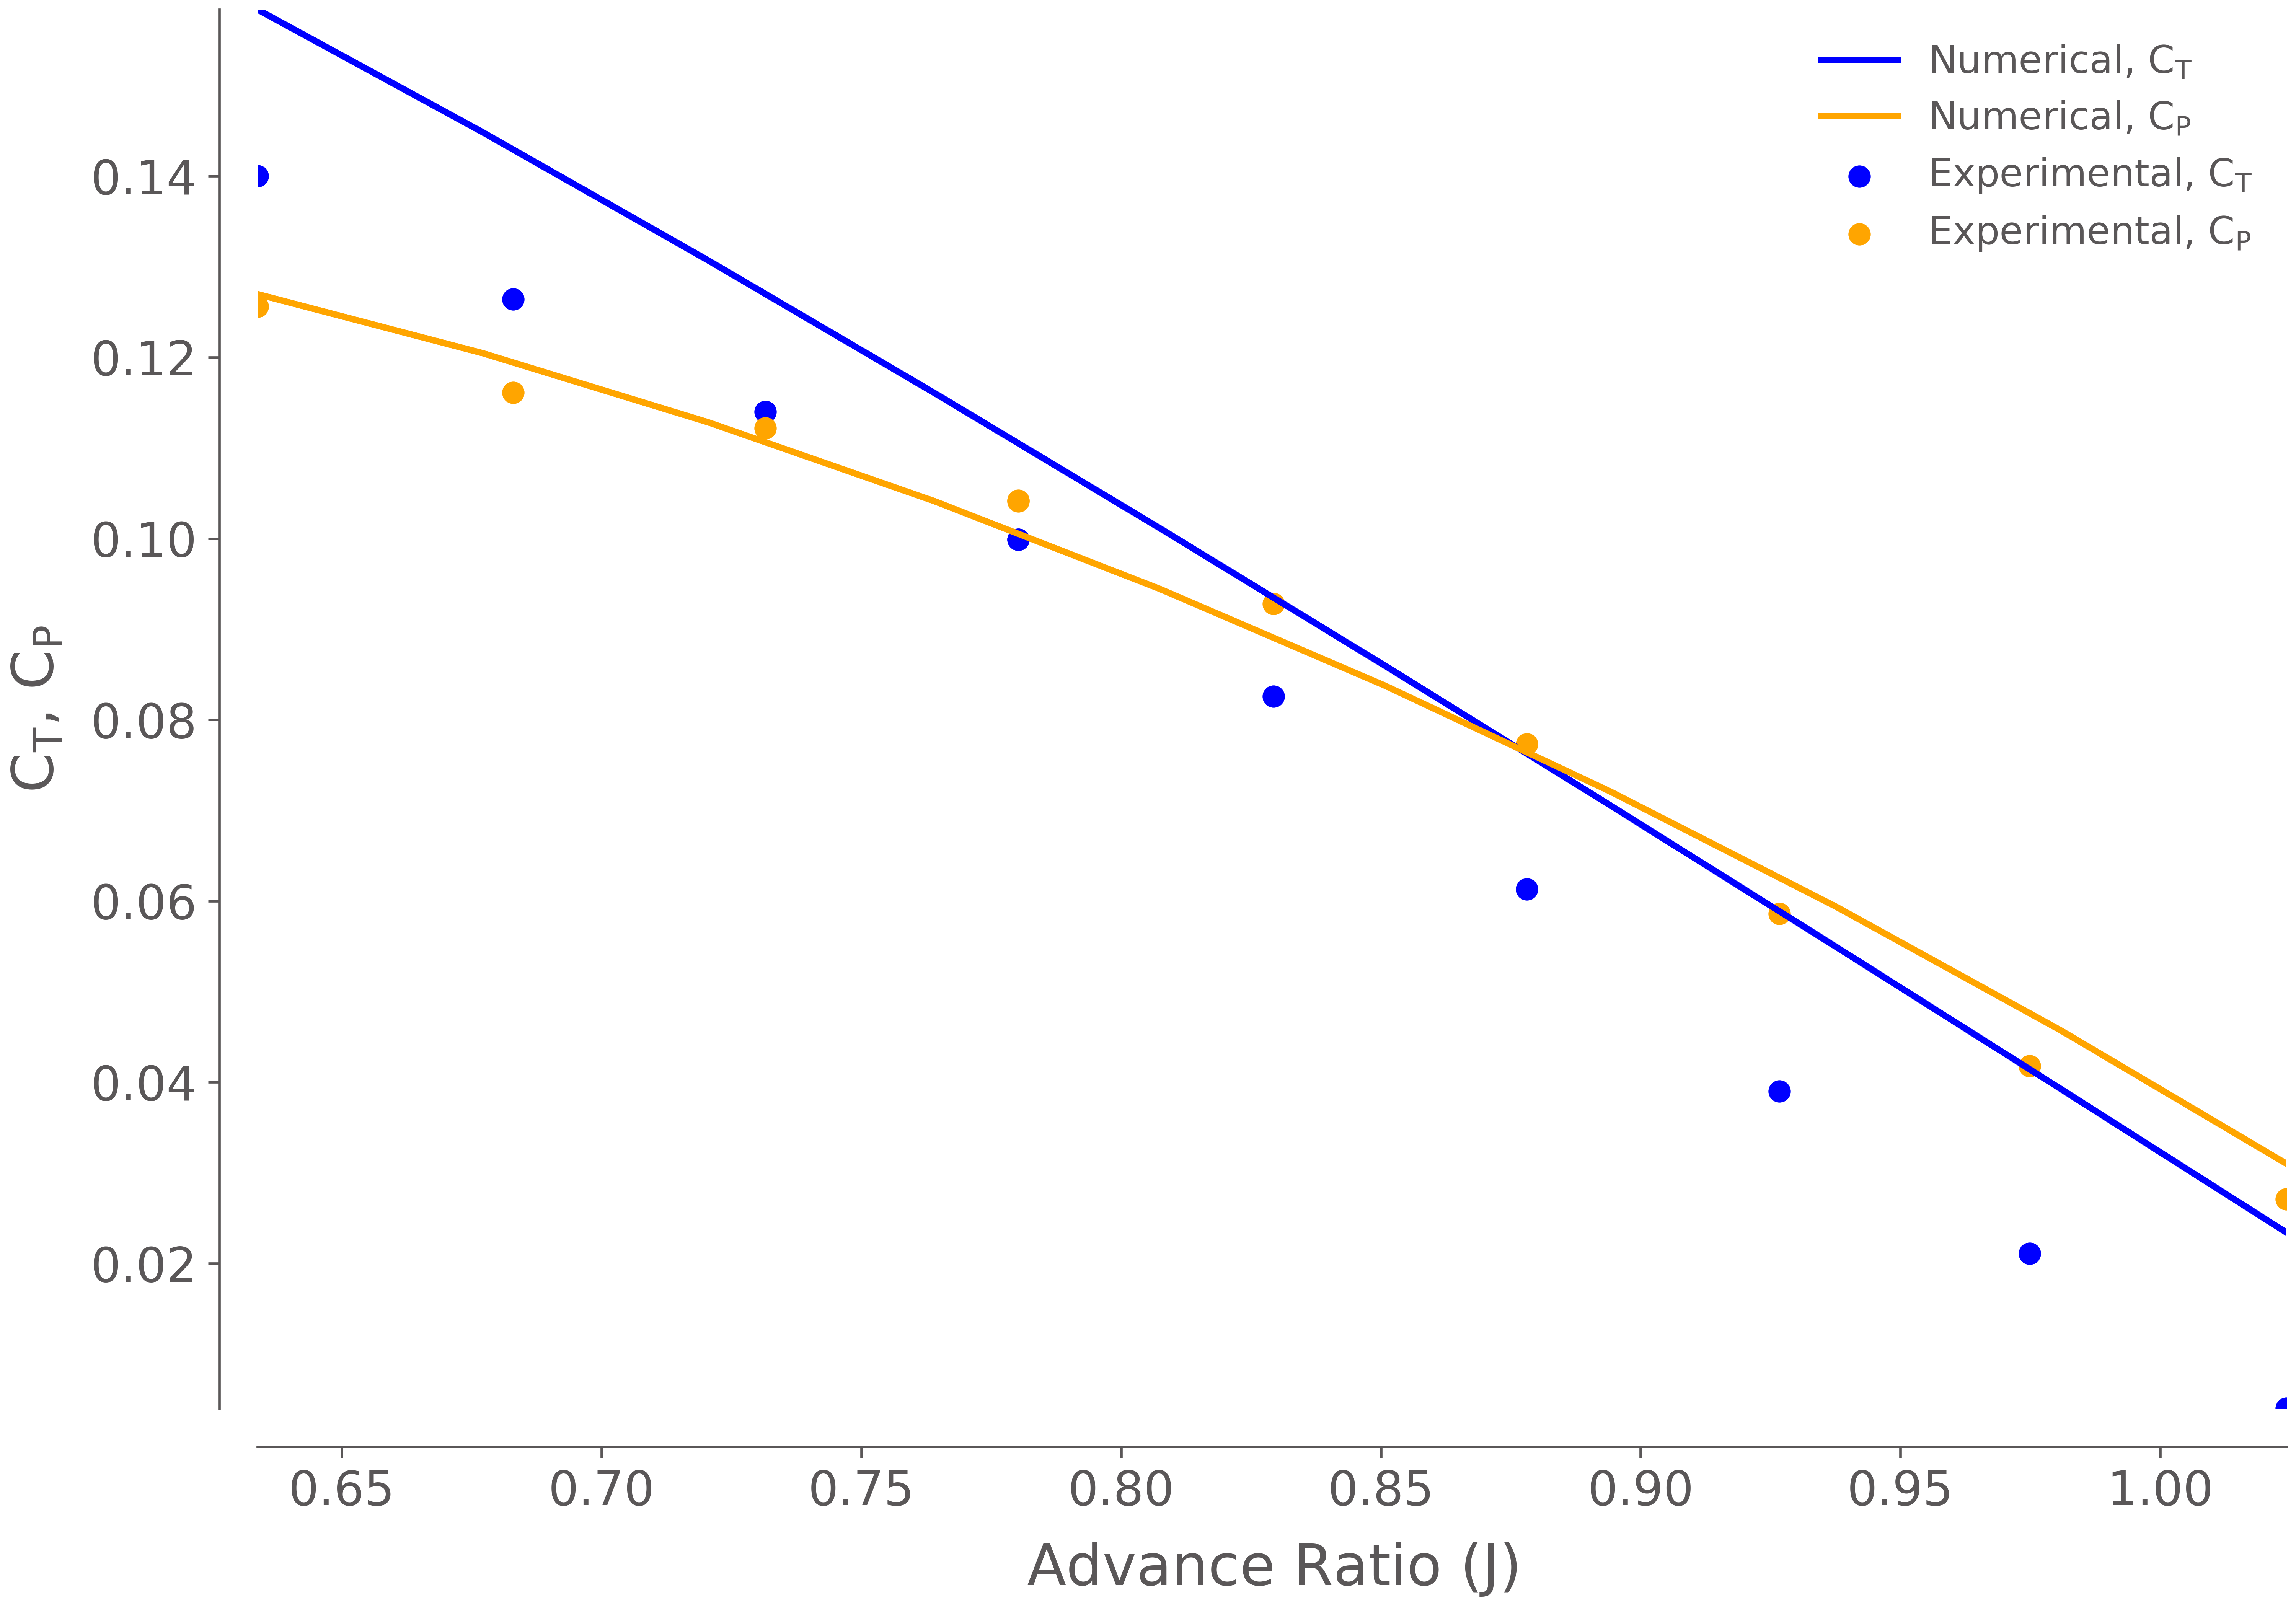 Numerical, C_T
Numerical, C_P
Experimental, C_T
Experimental, C_P
C_T, C_P
0.14
0.12
0.10
0.08
0.06
0.04
0.02
0.65 0.70 0.75 0.80 0.85 0.90 0.95 1.00
Advance Ratio (J)